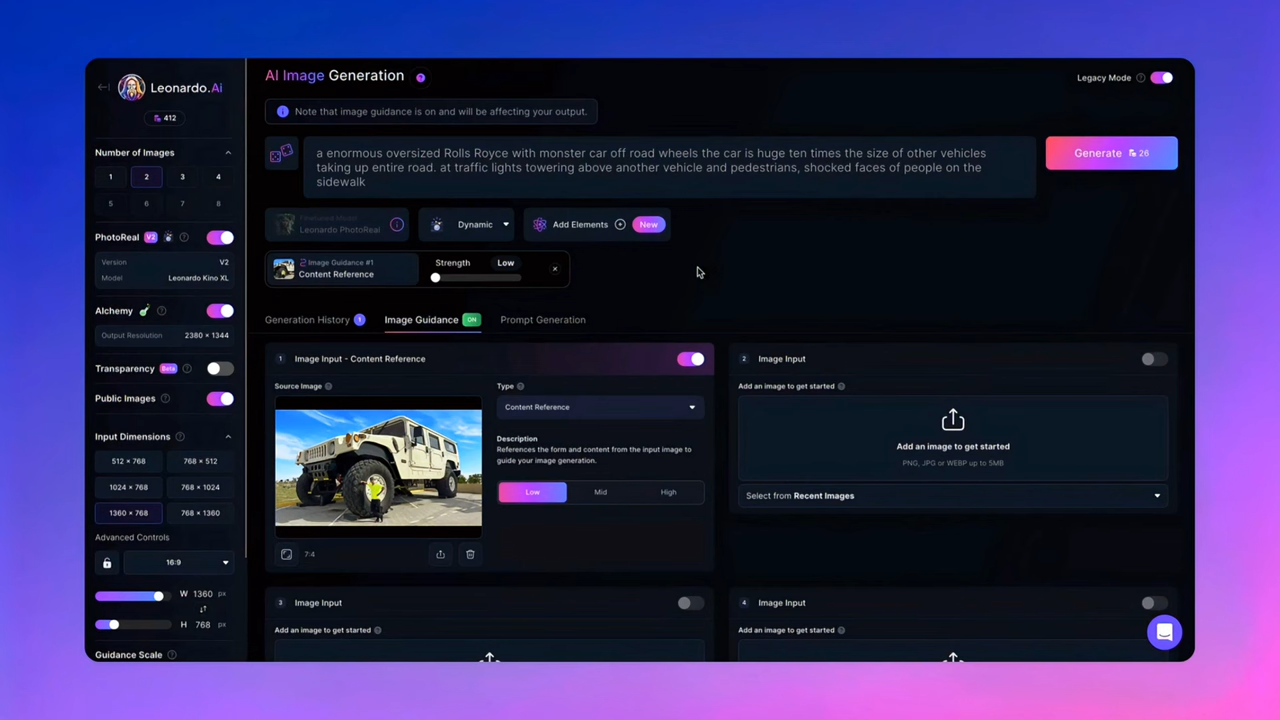 Leonardo.Ai
412
Number of Images
1 2 3 4
5 6 7 8
PhotoReal V2
Version V2
Model Leonardo Kino XL
Alchemy
Output Resolution 2380 × 1344
Transparency Beta
Public Images
Input Dimensions
512 × 768 768 × 512
1024 × 768 768 × 1024
1360 × 768 768 × 1360
Advanced Controls
16:9
W 1360 px
H 768 px
Guidance Scale
AI Image Generation
Legacy Mode
Note that image guidance is on and will be affecting your output.
a enormous oversized Rolls Royce with monster car off road wheels the car is huge ten times the size of other vehicles
taking up entire road. at traffic lights towering above another vehicle and pedestrians, shocked faces of people on the
sidewalk
Generate 26
Finetuned Model
Leonardo PhotoReal
Dynamic
Add Elements
New
Image Guidance #1
Content Reference
Strength Low
Generation History 1
Image Guidance ON
Prompt Generation
1 Image Input - Content Reference
Source Image
7:4
Type
Content Reference
Description
References the form and content from the input image to
guide your image generation.
Low Mid High
2 Image Input
Add an image to get started
Add an image to get started
PNG, JPG or WEBP up to 5MB
Select from Recent Images
3 Image Input
Add an image to get started
4 Image Input
Add an image to get started